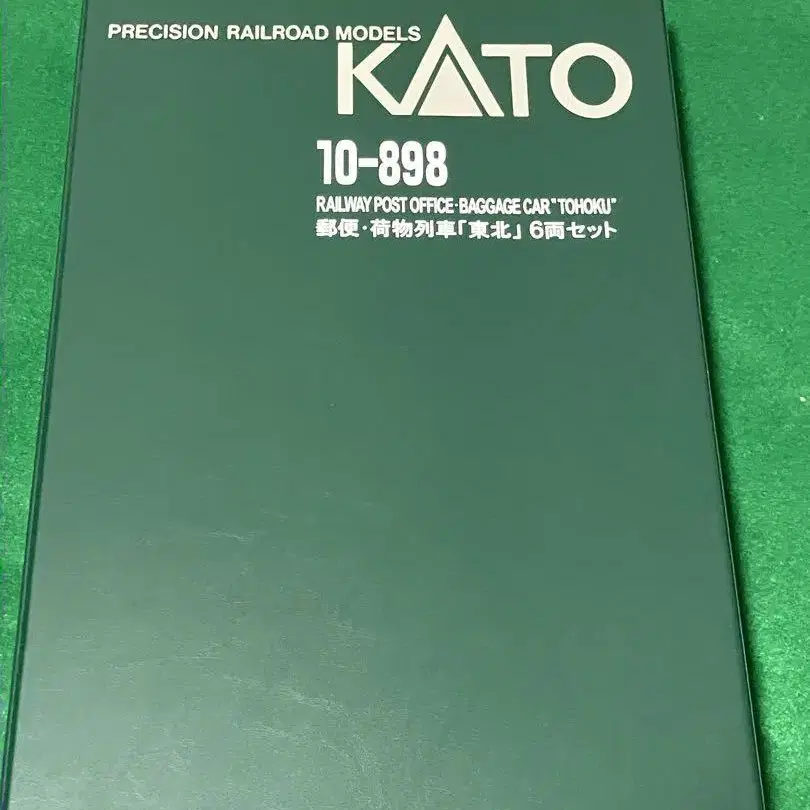 PRECISION RAILROAD MODELS
KATO
10-898
RAILWAY POST OFFICE・BAGGAGE CAR "TOHOKU"
郵便・荷物列車「東北」 6両セット